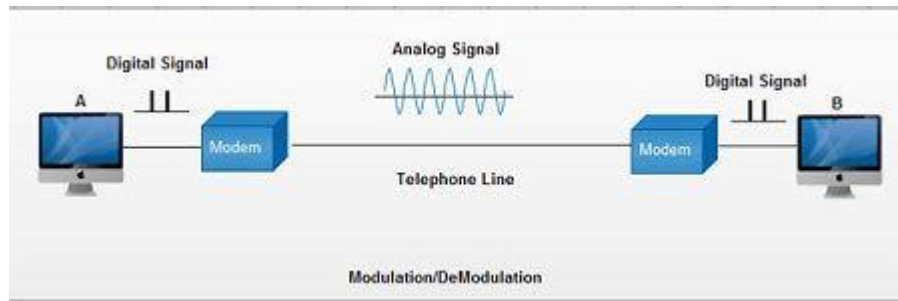 Analog Signal
Digital Signal
Digital Signal
A
B
Modem
Modem
Telephone Line
Modulation/DeModulation